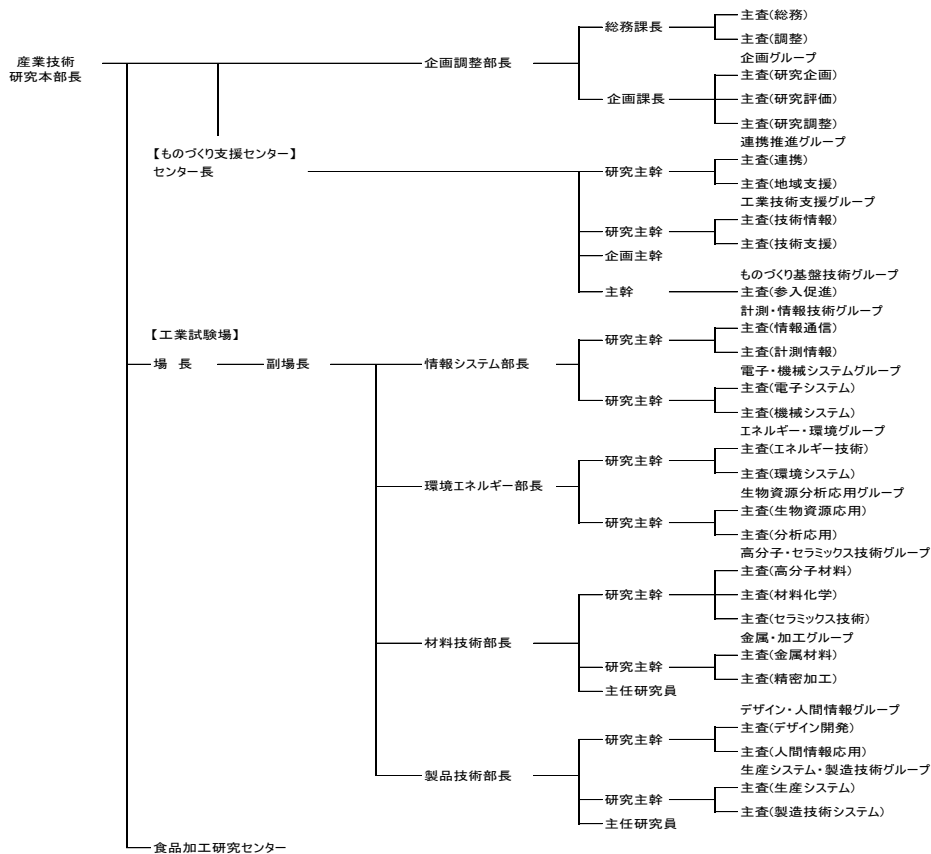 産業技術
研究本部長
企画調整部長
総務課長
主査(総務)
主査(調整)
企画グループ
企画課長
主査(研究企画)
主査(研究評価)
主査(研究調整)
【ものづくり支援センター】
センター長
連携推進グループ
研究主幹
主査(連携)
主査(地域支援)
工業技術支援グループ
研究主幹
主査(技術情報)
主査(技術支援)
企画主幹
ものづくり基盤技術グループ
主幹
主査(参入促進)
【工業試験場】
場 長
副場長
情報システム部長
計測・情報技術グループ
研究主幹
主査(情報通信)
主査(計測情報)
電子・機械システムグループ
研究主幹
主査(電子システム)
主査(機械システム)
環境エネルギー部長
エネルギー・環境グループ
研究主幹
主査(エネルギー技術)
主査(環境システム)
生物資源分析応用グループ
研究主幹
主査(生物資源応用)
主査(分析応用)
材料技術部長
高分子・セラミックス技術グループ
研究主幹
主査(高分子材料)
主査(材料化学)
主査(セラミックス技術)
金属・加工グループ
研究主幹
主査(金属材料)
主査(精密加工)
主任研究員
製品技術部長
デザイン・人間情報グループ
研究主幹
主査(デザイン開発)
主査(人間情報応用)
生産システム・製造技術グループ
研究主幹
主査(生産システム)
主査(製造技術システム)
主任研究員
食品加工研究センター